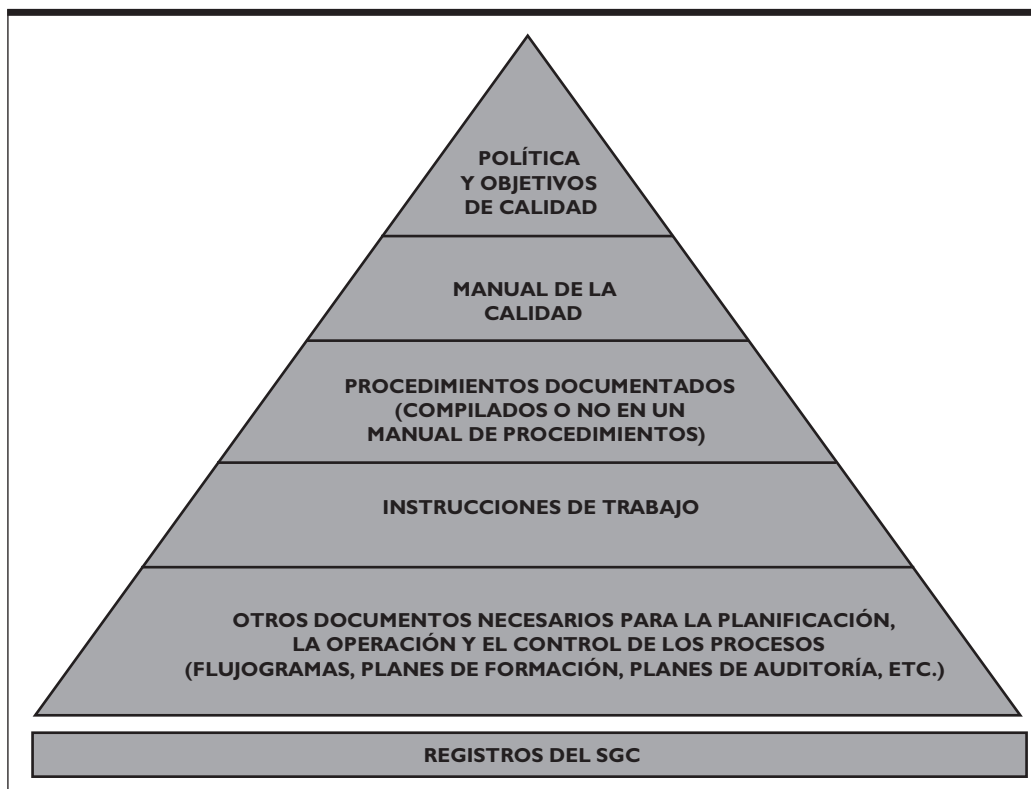 POLÍTICA
Y OBJETIVOS
DE CALIDAD
MANUAL DE LA
CALIDAD
PROCEDIMIENTOS DOCUMENTADOS
(COMPILADOS O NO EN UN
MANUAL DE PROCEDIMIENTOS)
INSTRUCCIONES DE TRABAJO
OTROS DOCUMENTOS NECESARIOS PARA LA PLANIFICACIÓN,
LA OPERACIÓN Y EL CONTROL DE LOS PROCESOS
(FLUJOGRAMAS, PLANES DE FORMACIÓN, PLANES DE AUDITORÍA, ETC.)
REGISTROS DEL SGC